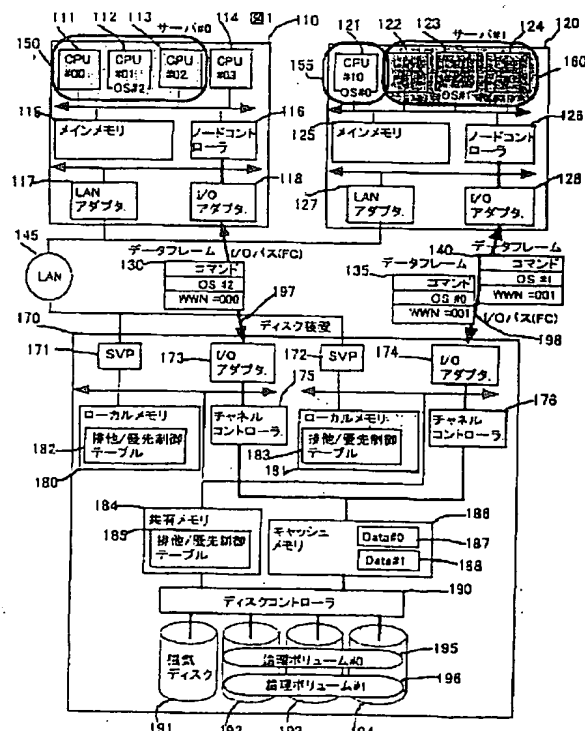 図1
サーバ#0
サーバ#1
110
111
112
113
114
150
CPU
#00
CPU
#01
OS#2
CPU
#02
CPU
#03
115
116
メインメモリ
ノードコント
ローラ
117
118
LAN
アダプタ
I/O
アダプタ
120
121
122
123
124
155
160
CPU
#10
OS#0
OS#1
125
126
メインメモリ
ノードコント
ローラ
127
128
LAN
アダプタ
I/O
アダプタ
145
LAN
データフレーム
130
I/Oパス(FC)
コマンド
OS #2
WWN=000
197
データフレーム
135
コマンド
OS #0
WWN=001
データフレーム
140
コマンド
OS #1
WWN=001
I/Oパス(FC)
198
170
ディスク装置
171
SVP
173
I/O
アダプタ
172
SVP
174
I/O
アダプタ
175
176
ローカルメモリ
排他/優先制御
テーブル
182
180
チャネル
コントローラ
ローカルメモリ
排他/優先制御
テーブル
183
181
チャネル
コントローラ
184
共有メモリ
185
排他/優先制御
テーブル
186
キャッシュ
メモリ
Data#0
187
Data#1
188
190
ディスクコントローラ
磁気
ディスク
論理ボリューム#0
195
論理ボリューム#1
196
191
192
193
194